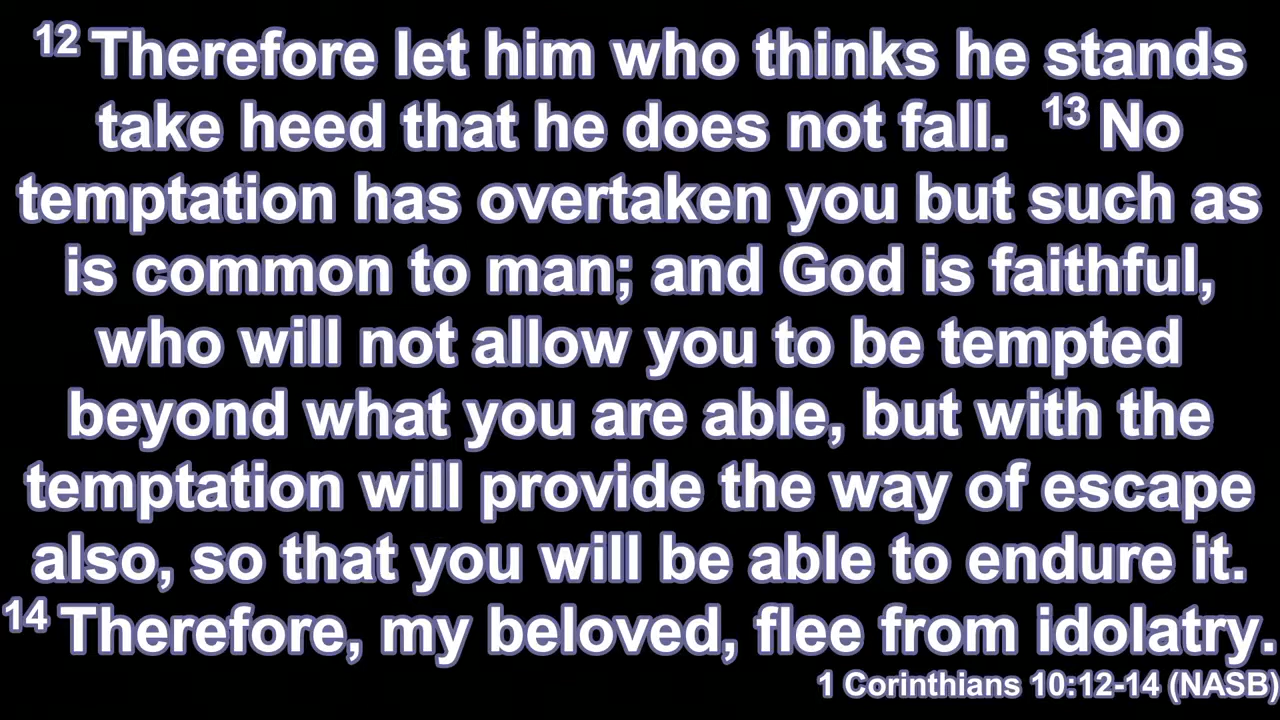 12 Therefore let him who thinks he stands
take heed that he does not fall. 13 No
temptation has overtaken you but such as
is common to man; and God is faithful,
who will not allow you to be tempted
beyond what you are able, but with the
temptation will provide the way of escape
also, so that you will be able to endure it.
14 Therefore, my beloved, flee from idolatry.
1 Corinthians 10:12-14 (NASB)